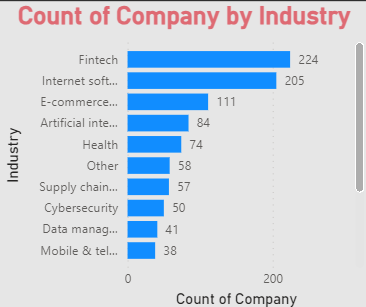 Count of Company by Industry
Fintech 224
Internet soft... 205
E-commerce... 111
Artificial inte... 84
Health 74
Other 58
Supply chain... 57
Cybersecurity 50
Data manag... 41
Mobile & tel... 38
Industry
0 200
Count of Company